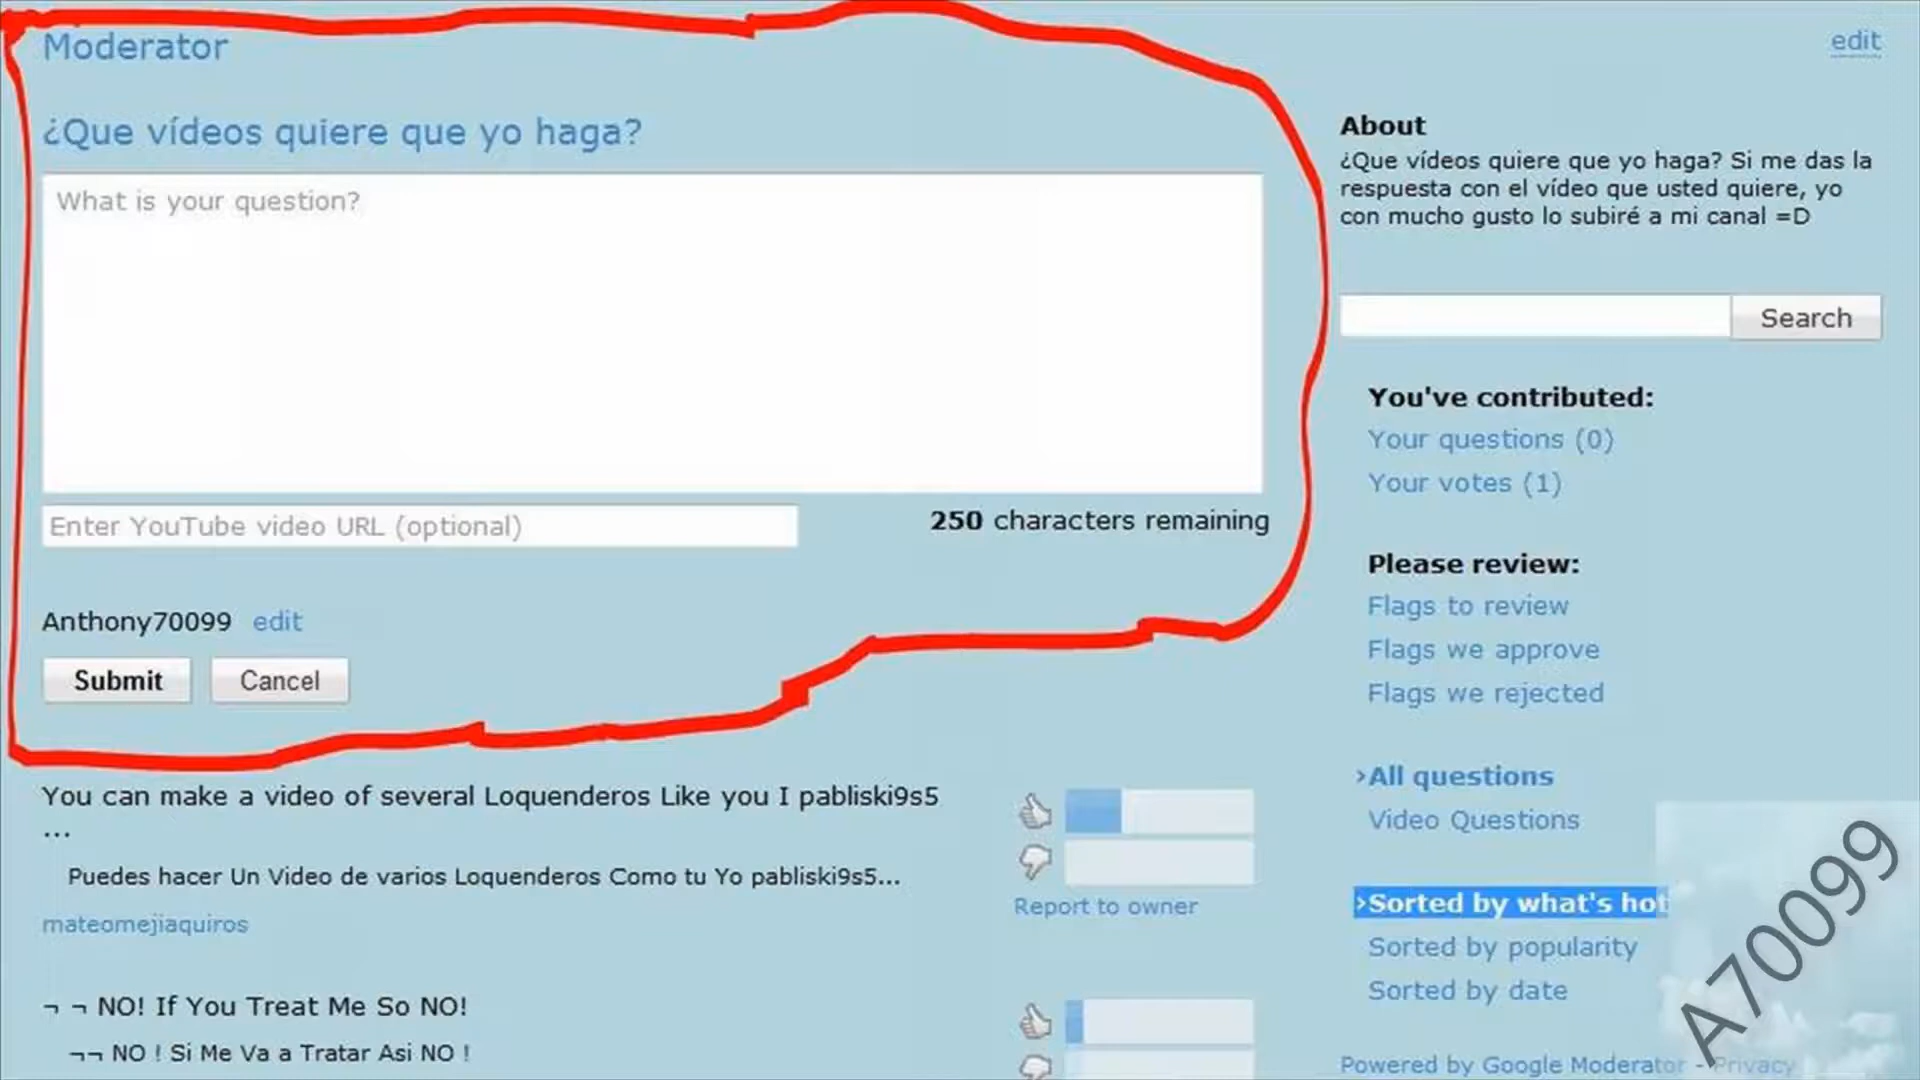 Moderator
¿Que vídeos quiere que yo haga?
What is your question?
Enter YouTube video URL (optional)
250 characters remaining
Anthony70099 edit
Submit
Cancel
You can make a video of several Loquenderos Like you I pabliski9s5
...
Puedes hacer Un Video de varios Loquenderos Como tu Yo pabliski9s5...
mateomejiaquiros
Report to owner
¬ ¬ NO! If You Treat Me So NO!
¬¬ NO ! Si Me Va a Tratar Asi NO !
edit
About
¿Que vídeos quiere que yo haga? Si me das la
respuesta con el vídeo que usted quiere, yo
con mucho gusto lo subiré a mi canal =D
Search
You've contributed:
Your questions (0)
Your votes (1)
Please review:
Flags to review
Flags we approve
Flags we rejected
›All questions
Video Questions
›Sorted by what's hot
Sorted by popularity
Sorted by date
Powered by Google Moderator - Privacy
A70099